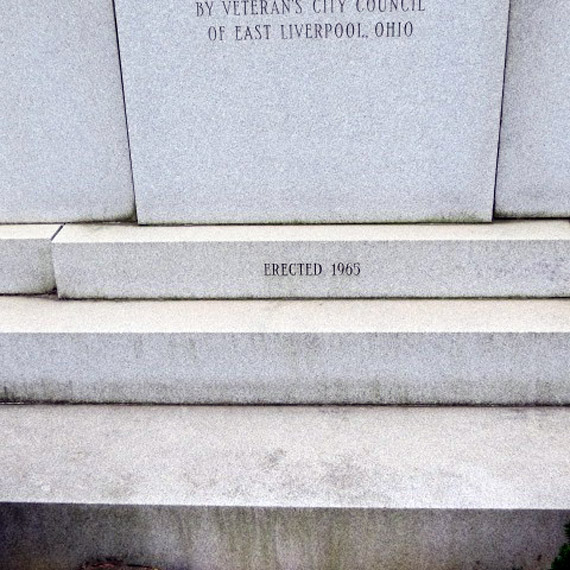 BY VETERAN'S CITY COUNCIL
OF EAST LIVERPOOL, OHIO
ERECTED 1965